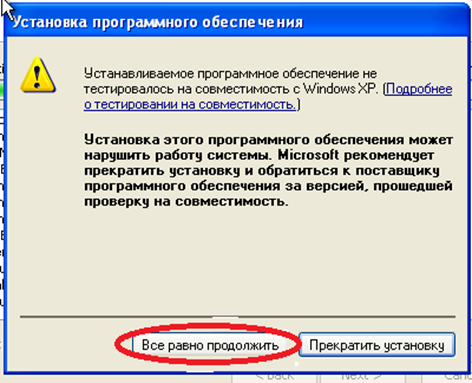 Установка программного обеспечения
Устанавливаемое программное обеспечение не
тестировалось на совместимость с Windows XP. (Подробнее
о тестировании на совместимость.)
Установка этого программного обеспечения может
нарушить работу системы. Microsoft рекомендует
прекратить установку и обратиться к поставщику
программного обеспечения за версией, прошедшей
проверку на совместимость.
Все равно продолжить
Прекратить установку
< Back
Next >